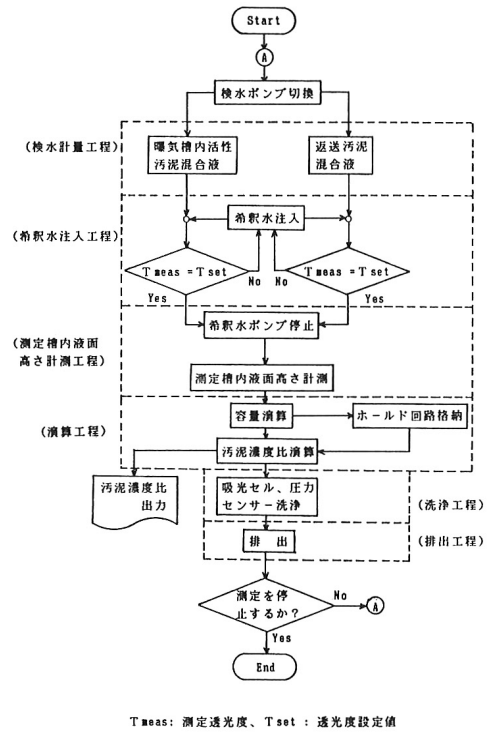 Start
A
検水ポンプ切換
(検水計量工程)
曝気槽内活性
汚泥混合液
返送汚泥
混合液
(希釈水注入工程)
希釈水注入
Tmeas =Tset
Tmeas =Tset
No
No
Yes
Yes
(測定槽内液面
高さ計測工程)
希釈水ポンプ停止
測定槽内液面高さ計測
(演算工程)
容量演算
ホールド回路格納
汚泥濃度比演算
汚泥濃度比
出力
吸光セル、圧力
センサー洗浄
(洗浄工程)
排 出
(排出工程)
測定を停
止するか?
No
A
Yes
End
Tmeas: 測定透光度、Tset : 透光度設定値